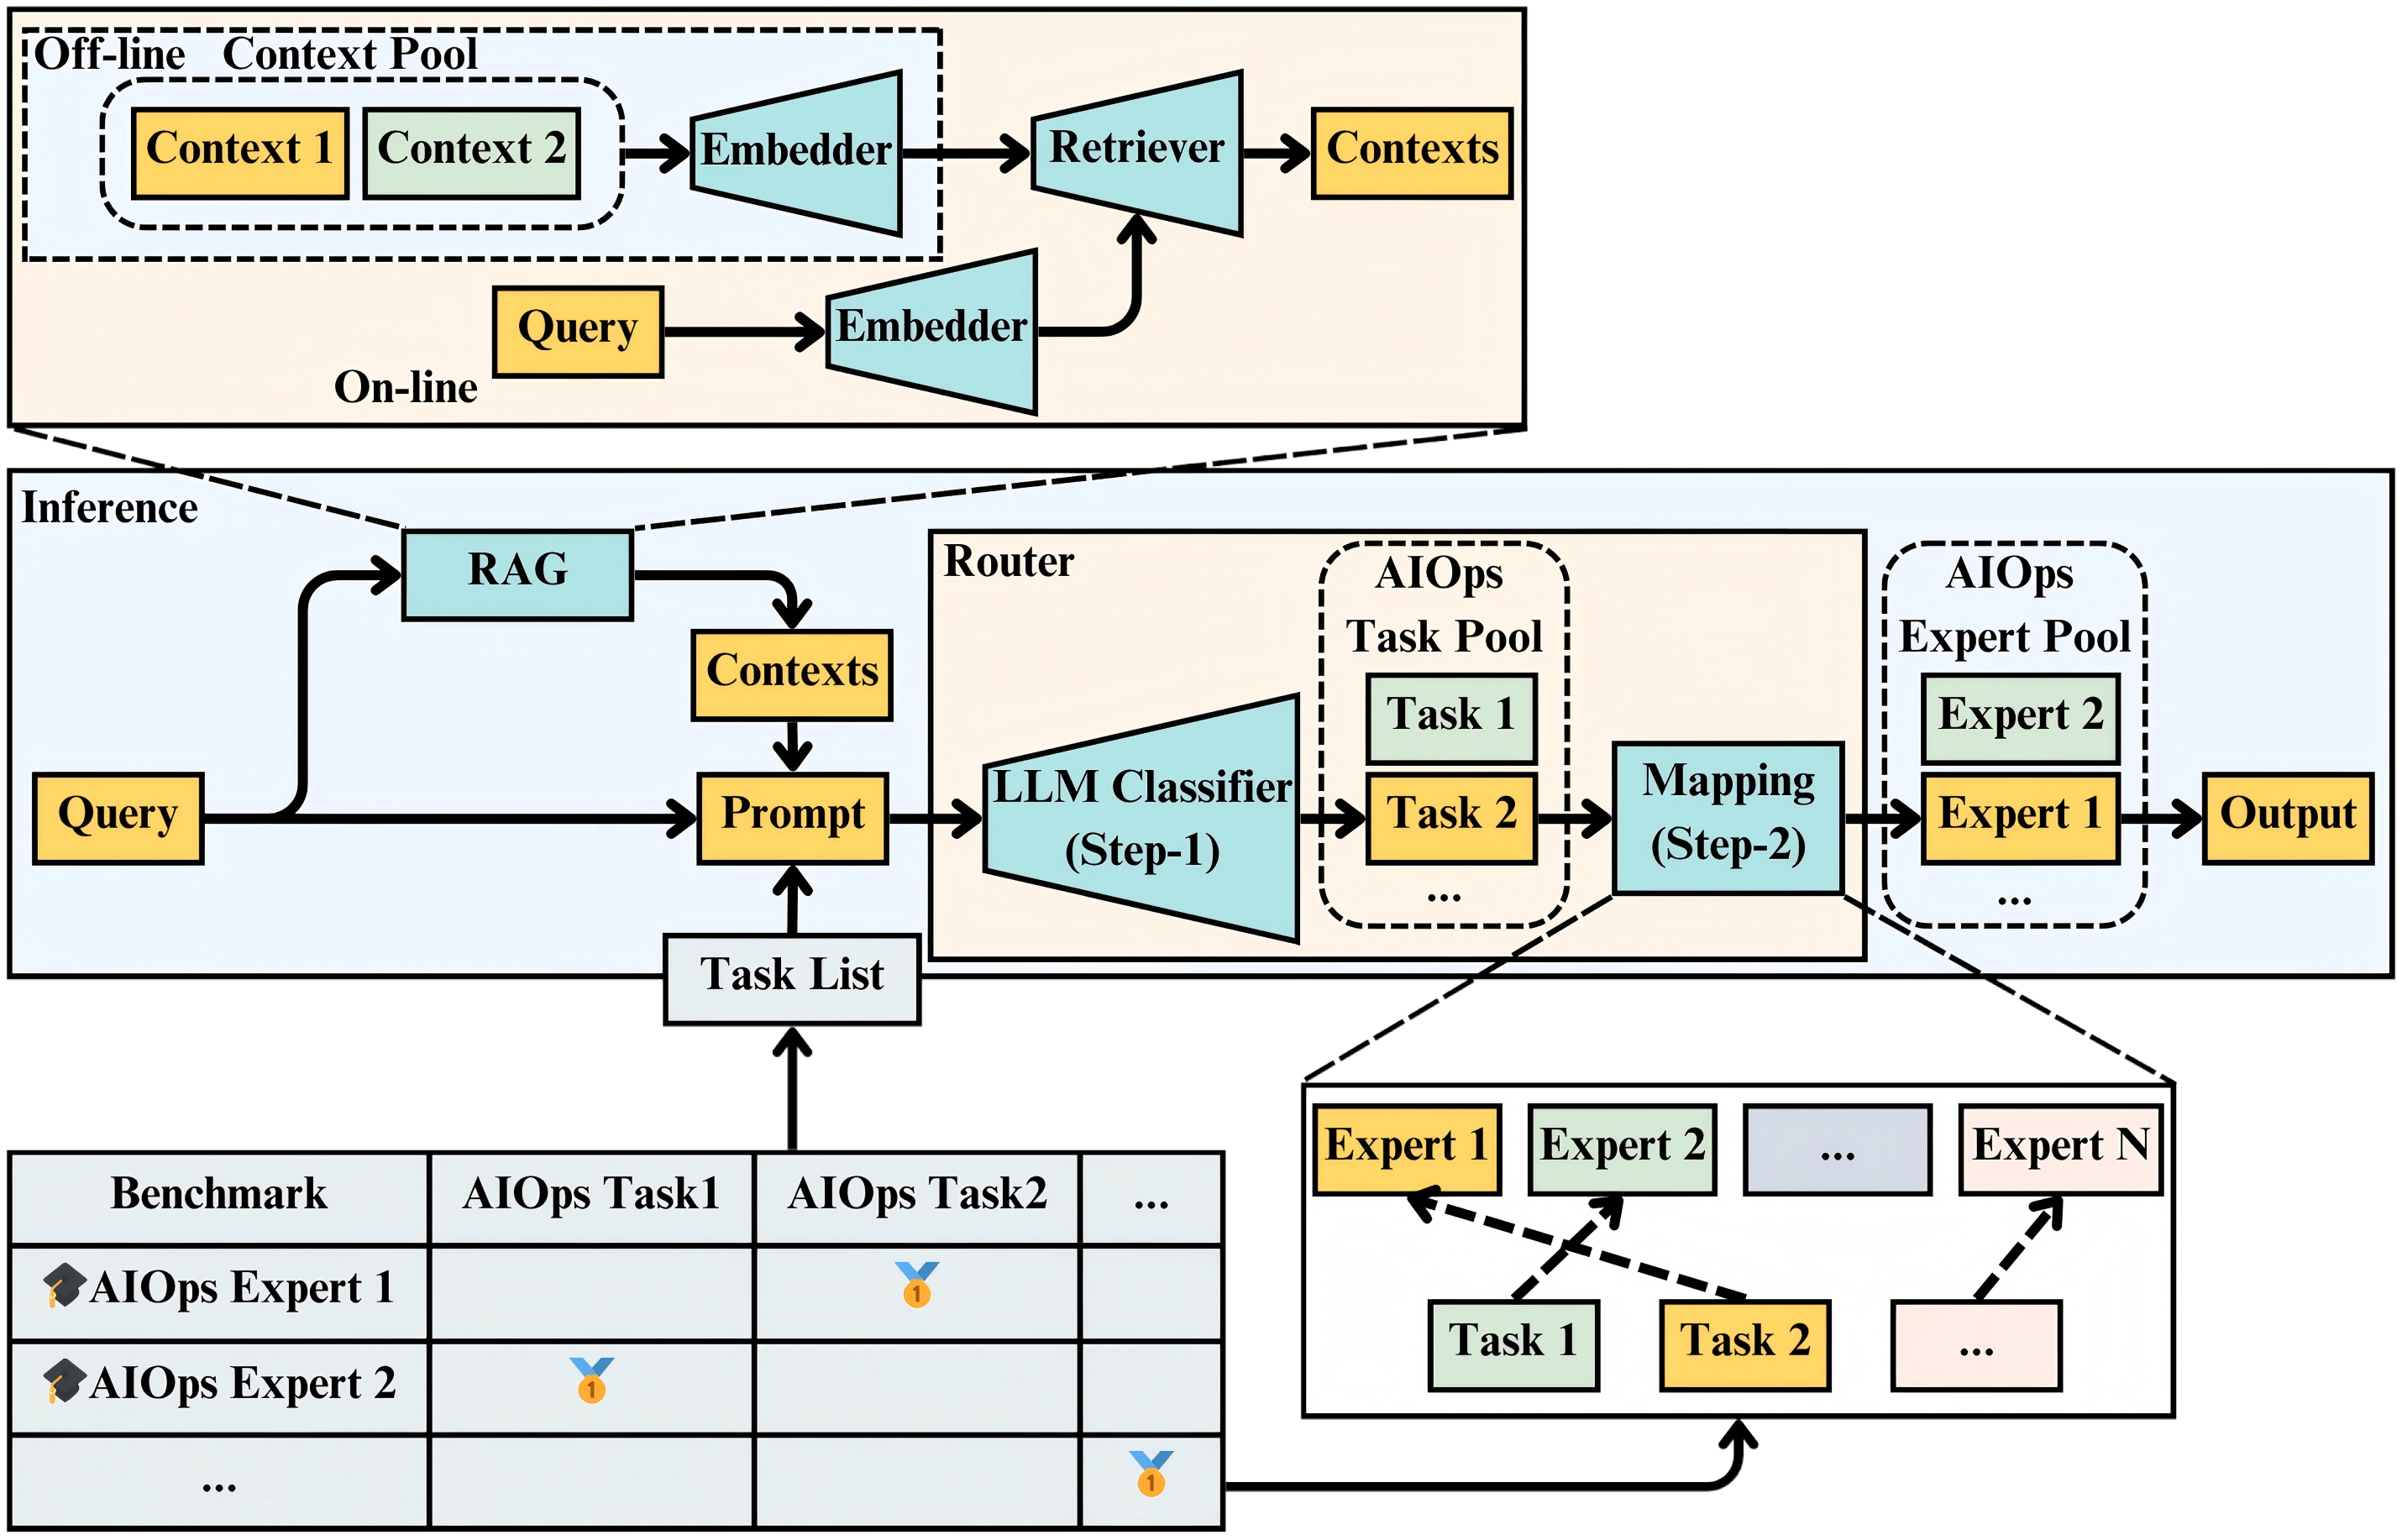 Off-line Context Pool
Context 1 Context 2
Embedder
Retriever
Contexts
Query
Embedder
On-line
Inference
RAG
Contexts
Query
Prompt
Task List
Router
LLM Classifier
(Step-1)
AIOps
Task Pool
Task 1
Task 2
...
Mapping
(Step-2)
AIOps
Expert Pool
Expert 2
Expert 1
...
Output
Benchmark AIOps Task1 AIOps Task2 ...
AIOps Expert 1 1
AIOps Expert 2 1
... 1
Expert 1 Expert 2 ... Expert N
Task 1 Task 2 ...